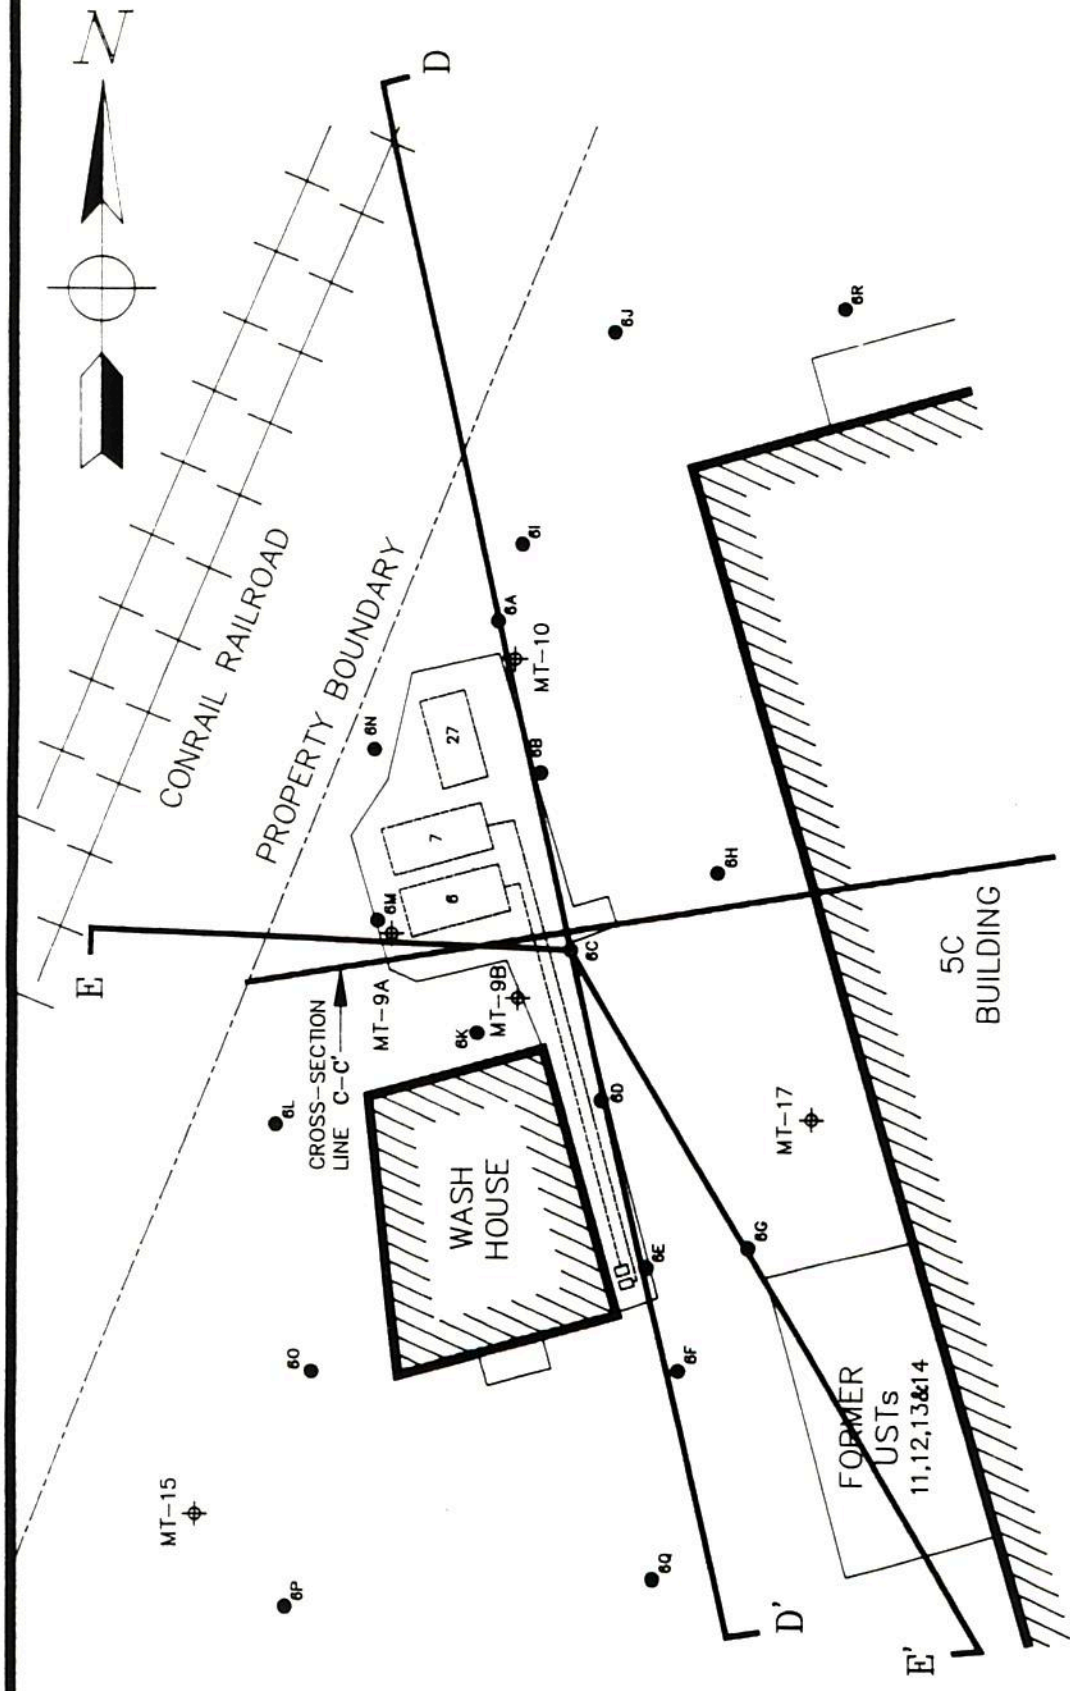 N
D
CONRAIL RAILROAD
PROPERTY BOUNDARY
6J
6R
6I
6A
MT-10
6N
27
6B
7
6
6M
6H
E
6C
CROSS-SECTION
LINE C-C'
MT-9A
MT-9B
6K
6L
6D
5C
BUILDING
WASH
HOUSE
MT-17
6G
6E
6O
6F
FORMER
USTs
11,12,13&14
MT-15
6P
6Q
D'
E'